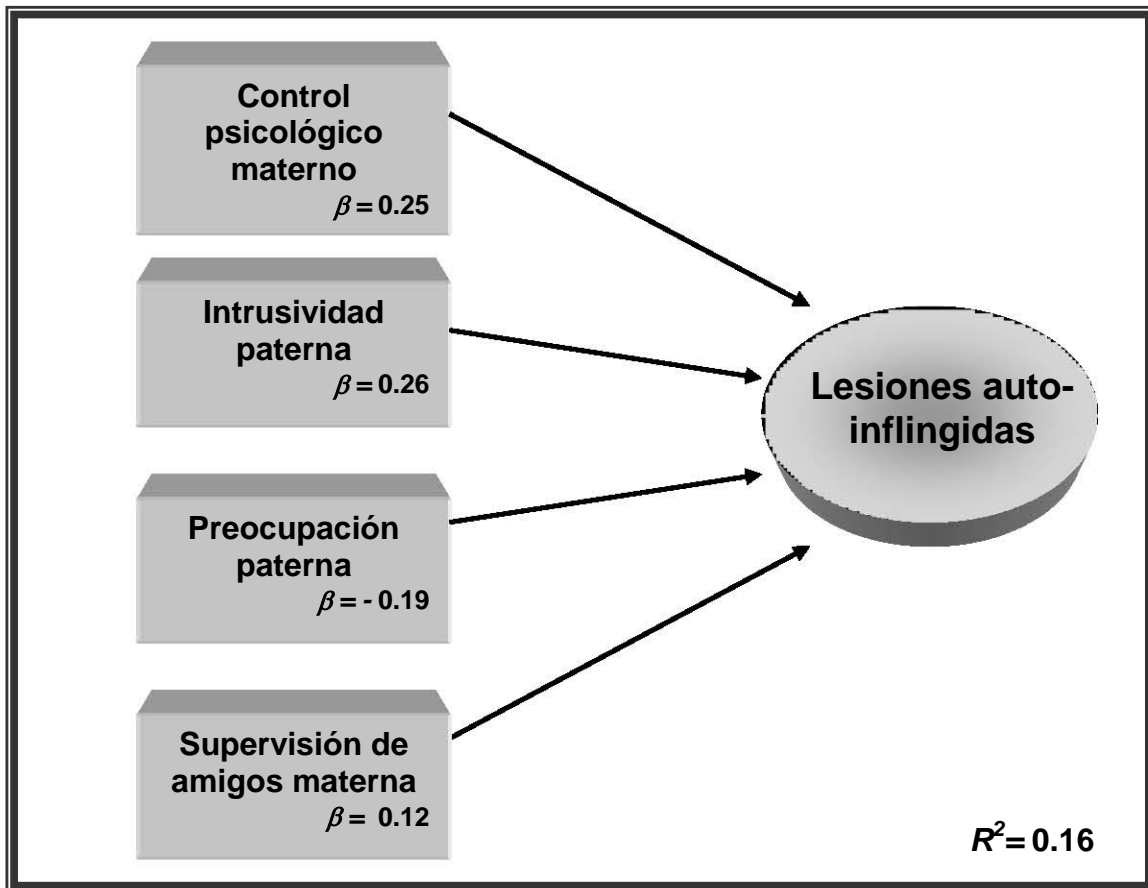 Control
psicológico
materno
β = 0.25
Intrusividad
paterna
β = 0.26
Preocupación
paterna
β = - 0.19
Supervisión de
amigos materna
β = 0.12
Lesiones auto-
inflingidas
R² = 0.16